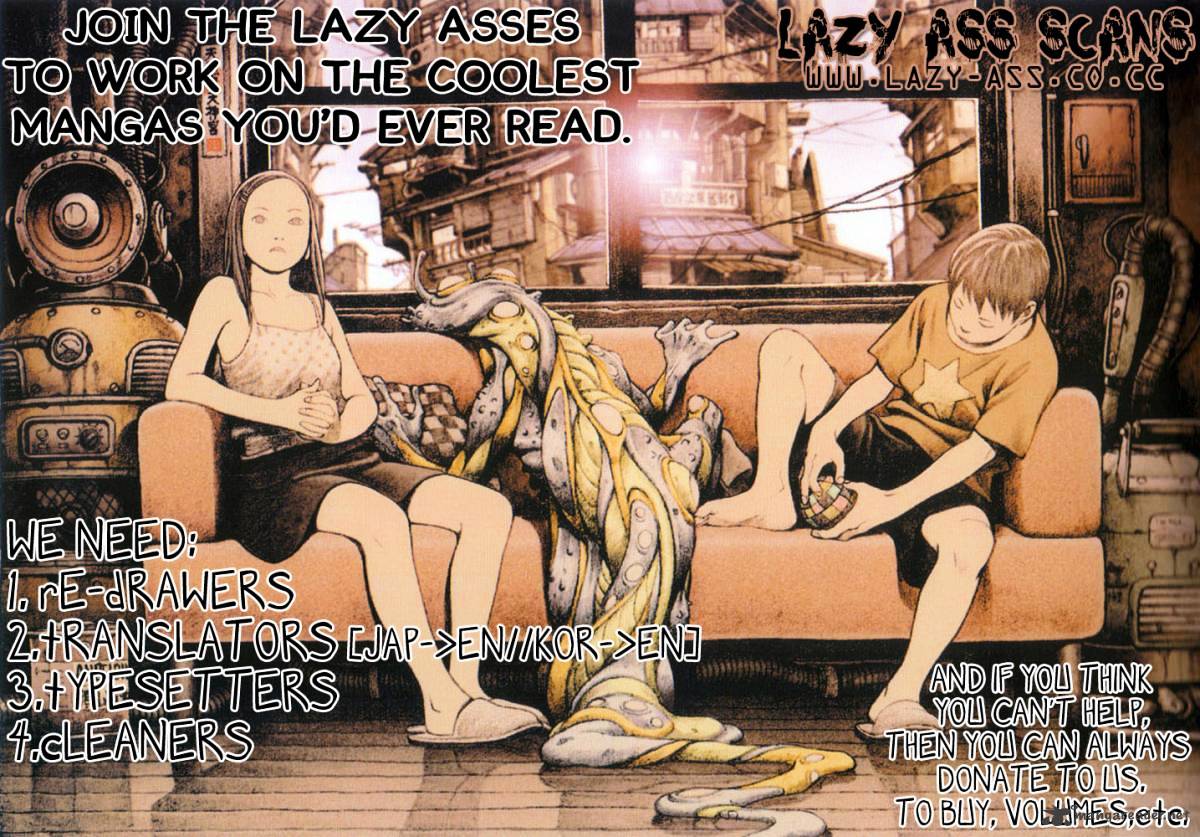 JOIN THE LAZY ASSES
TO WORK ON THE COOLEST
MANGAS YOU'D EVER READ.
LAZY ASS SCANS
WWW.LAZY-ASS.CO.CC
WE NEED:
1. rE-dRAWERS
2.tRANSLATORS [JAP->EN//KOR->EN]
3.tYPESETTERS
4.cLEANERS
AND IF YOU THINK
YOU CAN'T HELP,
THEN YOU CAN ALWAYS
DONATE TO US.
TO BUY, VOLUMES,etc.
mangareader.net